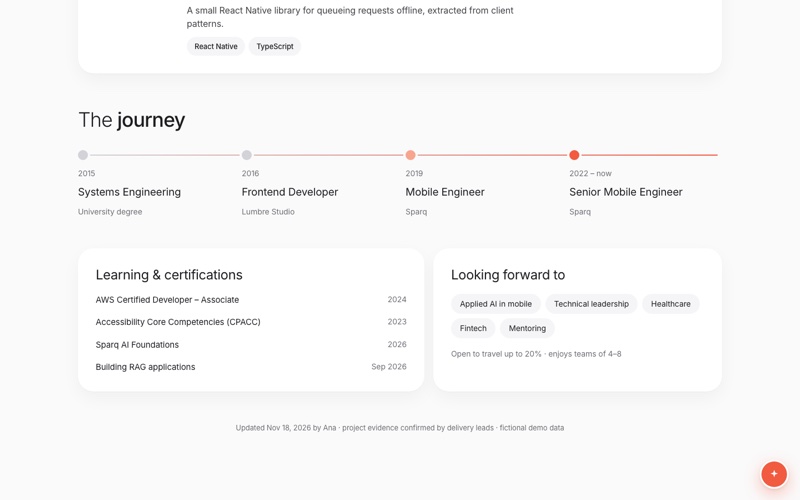 A small React Native library for queueing requests offline, extracted from client
patterns.
React Native
TypeScript
The journey
2015
Systems Engineering
University degree
2016
Frontend Developer
Lumbre Studio
2019
Mobile Engineer
Sparq
2022 – now
Senior Mobile Engineer
Sparq
Learning & certifications
AWS Certified Developer – Associate 2024
Accessibility Core Competencies (CPACC) 2023
Sparq AI Foundations 2026
Building RAG applications Sep 2026
Looking forward to
Applied AI in mobile
Technical leadership
Healthcare
Fintech
Mentoring
Open to travel up to 20% · enjoys teams of 4–8
Updated Nov 18, 2026 by Ana · project evidence confirmed by delivery leads · fictional demo data